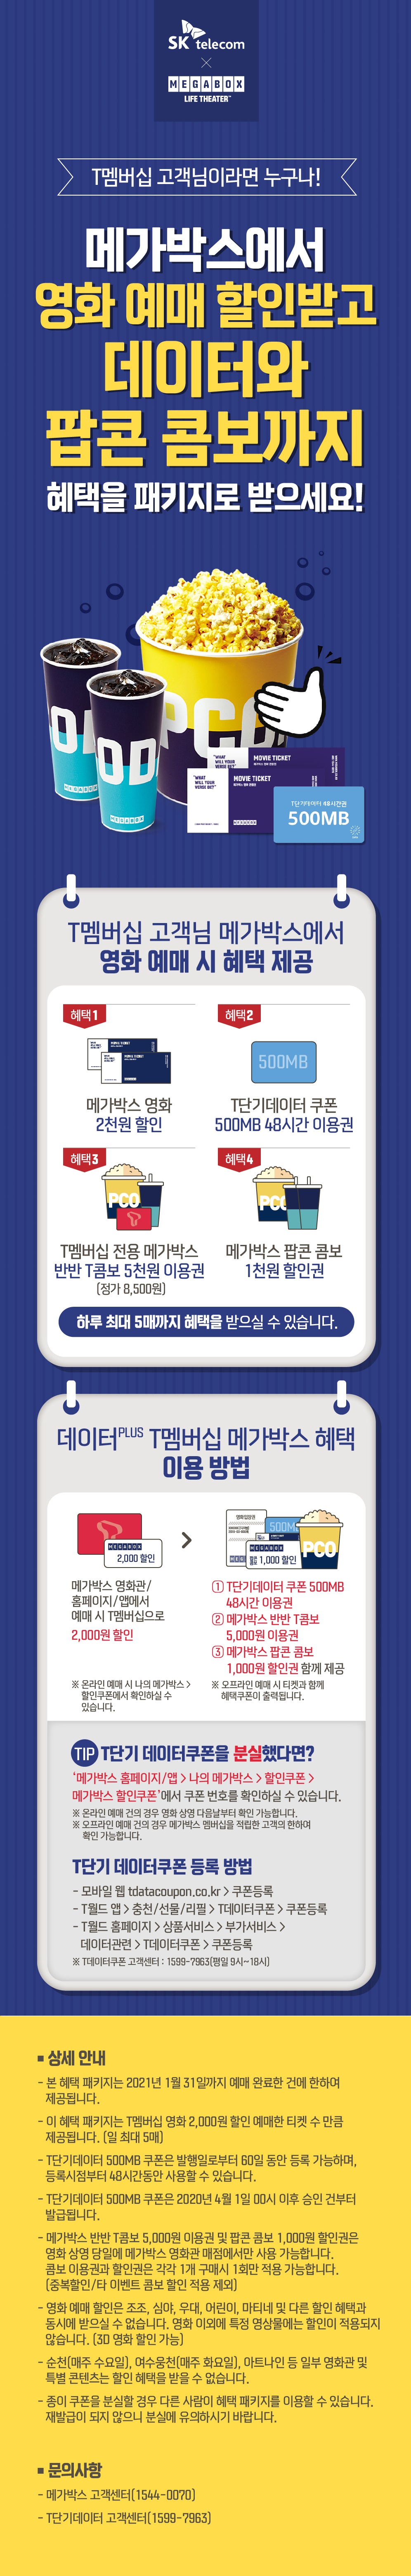 SK telecom
MEGABOX
LIFE THEATER
T멤버십 고객님이라면 누구나!
메가박스에서
영화 예매 할인받고
데이터와
팝콘 콤보까지
혜택을 패키지로 받으세요!
MOVIE TICKET
MOVIE TICKET
"WHAT
WILL YOUR
VERSE BE?"
T단기데이터 48시간권
500MB
MEGABOX
T멤버십 고객님 메가박스에서
영화 예매 시 혜택 제공
혜택1
혜택2
500MB
메가박스 영화
2천원 할인
T단기데이터 쿠폰
500MB 48시간 이용권
혜택3
혜택4
PCO
T멤버십 전용 메가박스
반반 T콤보 5천원 이용권
(정가 8,500원)
메가박스 팝콘 콤보
1천원 할인권
하루 최대 5매까지 혜택을 받으실 수 있습니다.
데이터PLUS T멤버십 메가박스 혜택
이용 방법
MEGABOX
2,000 할인
>
영화입장권
500M
1,000 할인
PCO
메가박스 영화관/
홈페이지/앱에서
예매 시 T멤버십으로
2,000원 할인
※ 온라인 예매 시 나의 메가박스 >
할인쿠폰에서 확인하실 수
있습니다.
① T단기데이터 쿠폰 500MB
48시간 이용권
② 메가박스 반반 T콤보
5,000원 이용권
③ 메가박스 팝콘 콤보
1,000원 할인권 함께 제공
※ 오프라인 예매 시 티켓과 함께
혜택쿠폰이 출력됩니다.
TIP T단기 데이터쿠폰을 분실했다면?
'메가박스 홈페이지/앱 > 나의 메가박스 > 할인쿠폰 >
메가박스 할인쿠폰'에서 쿠폰 번호를 확인하실 수 있습니다.
※ 온라인 예매 건의 경우 영화 상영 다음날부터 확인 가능합니다.
※ 오프라인 예매 건의 경우 메가박스 멤버십을 적립한 고객의 한하여
확인 가능합니다.
T단기 데이터쿠폰 등록 방법
- 모바일 웹 tdatacoupon.co.kr > 쿠폰등록
- T월드 앱 > 충전/선물/리필 > T데이터쿠폰 > 쿠폰등록
- T월드 홈페이지 > 상품서비스 > 부가서비스 >
데이터관련 > T데이터쿠폰 > 쿠폰등록
※ T데이터쿠폰 고객센터 : 1599-7963(평일 9시~18시)
■ 상세 안내
- 본 혜택 패키지는 2021년 1월 31일까지 예매 완료한 건에 한하여
제공됩니다.
- 이 혜택 패키지는 T멤버십 영화 2,000원 할인 예매한 티켓 수 만큼
제공됩니다. (일 최대 5매)
- T단기데이터 500MB 쿠폰은 발행일로부터 60일 동안 등록 가능하며,
등록시점부터 48시간동안 사용할 수 있습니다.
- T단기데이터 500MB 쿠폰은 2020년 4월 1일 00시 이후 승인 건부터
발급됩니다.
- 메가박스 반반 T콤보 5,000원 이용권 및 팝콘 콤보 1,000원 할인권은
영화 상영 당일에 메가박스 영화관 매점에서만 사용 가능합니다.
콤보 이용권과 할인권은 각각 1개 구매시 1회만 적용 가능합니다.
(중복할인/타 이벤트 콤보 할인 적용 제외)
- 영화 예매 할인은 조조, 심야, 우대, 어린이, 마티네 및 다른 할인 혜택과
동시에 받으실 수 없습니다. 영화 이외에 특정 영상물에는 할인이 적용되지
않습니다. (3D 영화 할인 가능)
- 순천(매주 수요일), 여수웅천(매주 화요일), 아트나인 등 일부 영화관 및
특별 콘텐츠는 할인 혜택을 받을 수 없습니다.
- 종이 쿠폰을 분실할 경우 다른 사람이 혜택 패키지를 이용할 수 있습니다.
재발급이 되지 않으니 분실에 유의하시기 바랍니다.
■ 문의사항
- 메가박스 고객센터(1544-0070)
- T단기데이터 고객센터(1599-7963)